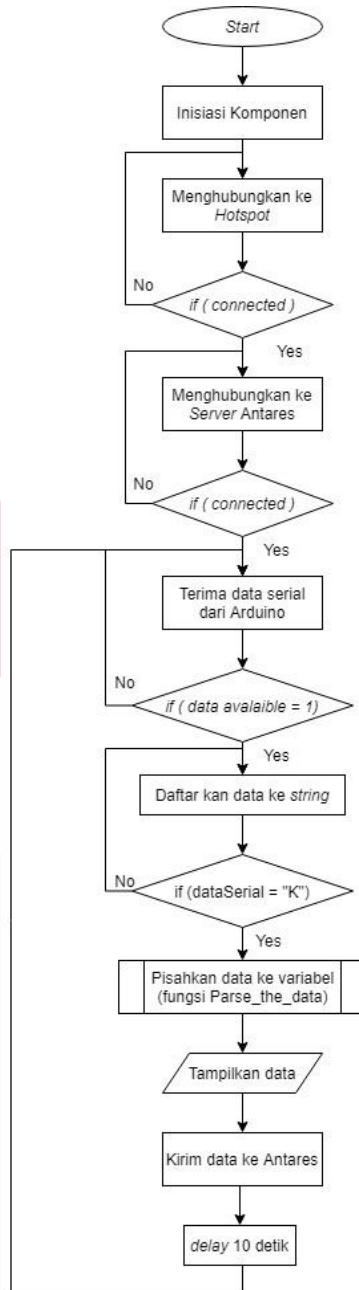 Start
Inisiasi Komponen
Menghubungkan ke
Hotspot
No
if ( connected )
Yes
Menghubungkan ke
Server Antares
No
if ( connected )
Yes
Terima data serial
dari Arduino
No
if ( data avalaible = 1)
Yes
Daftar kan data ke string
No
if (dataSerial = "K")
Yes
Pisahkan data ke variabel
(fungsi Parse_the_data)
Tampilkan data
Kirim data ke Antares
delay 10 detik